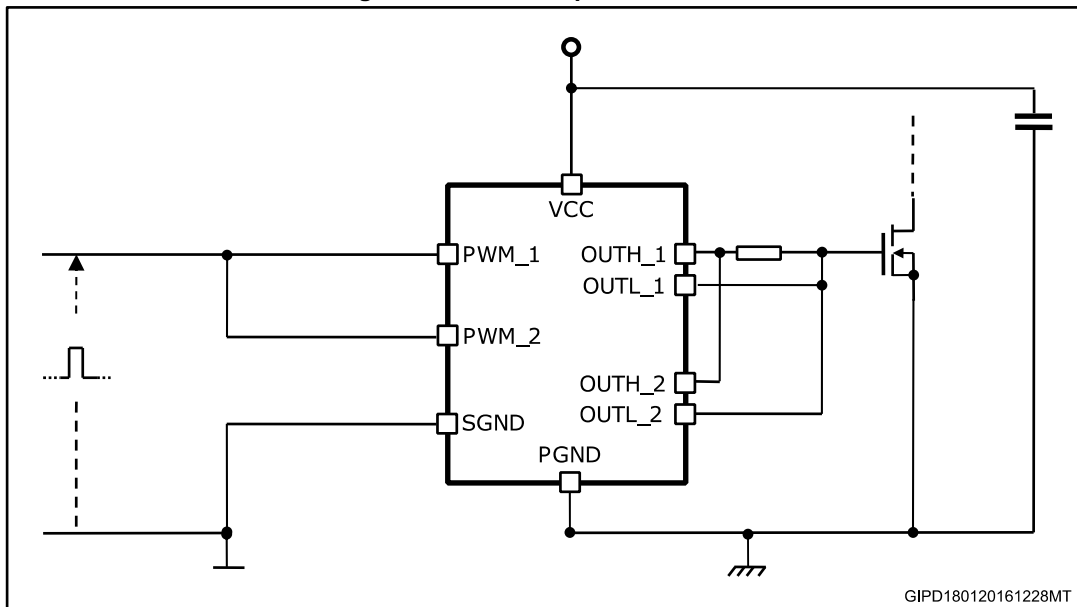 VCC
PWM_1
OUTH_1
OUTL_1
PWM_2
OUTH_2
OUTL_2
SGND
PGND
GIPD180120161228MT